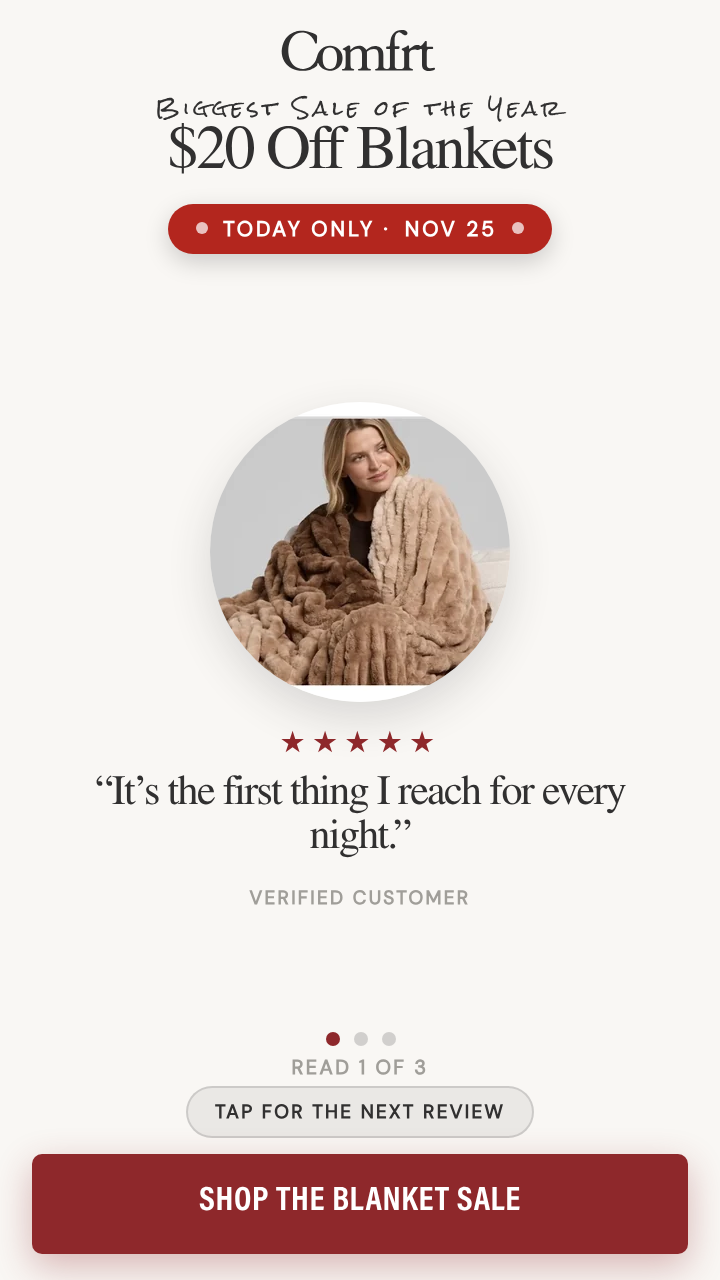 Comfrt
Biggest Sale of the Year
$20 Off Blankets
TODAY ONLY · NOV 25
“It’s the first thing I reach for every
night.”
VERIFIED CUSTOMER
READ 1 OF 3
TAP FOR THE NEXT REVIEW
SHOP THE BLANKET SALE